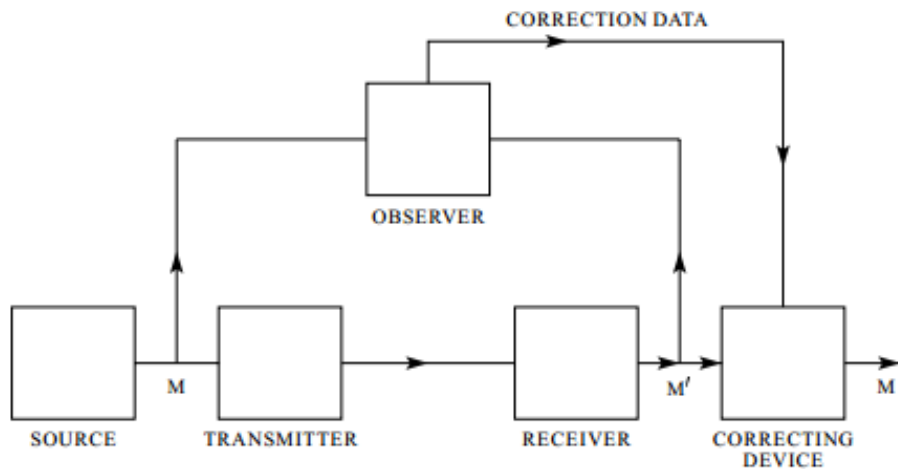 CORRECTION DATA
OBSERVER
M
M′
M
SOURCE
TRANSMITTER
RECEIVER
CORRECTING
DEVICE